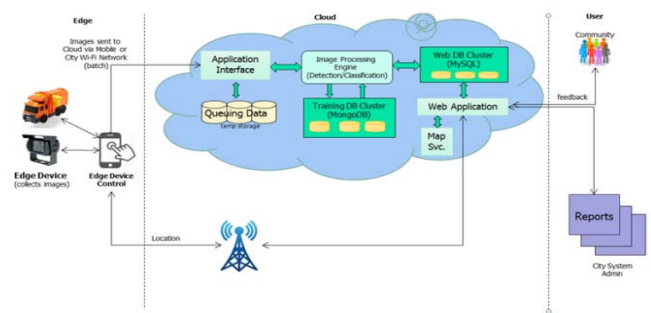 Edge
Cloud
User
Images sent to
Cloud via Mobile or
City Wi-Fi Network
(batch)
Application
Interface
Image Processing
Engine
(Detection/Classification)
Web DB Cluster
(MySQL)
Community
Queuing Data
temp storage
Training DB Cluster
(MongoDB)
Web Application
feedback
Map
Svc.
Edge Device
(collects images)
Edge Device
Control
Location
Reports
City System
Admin